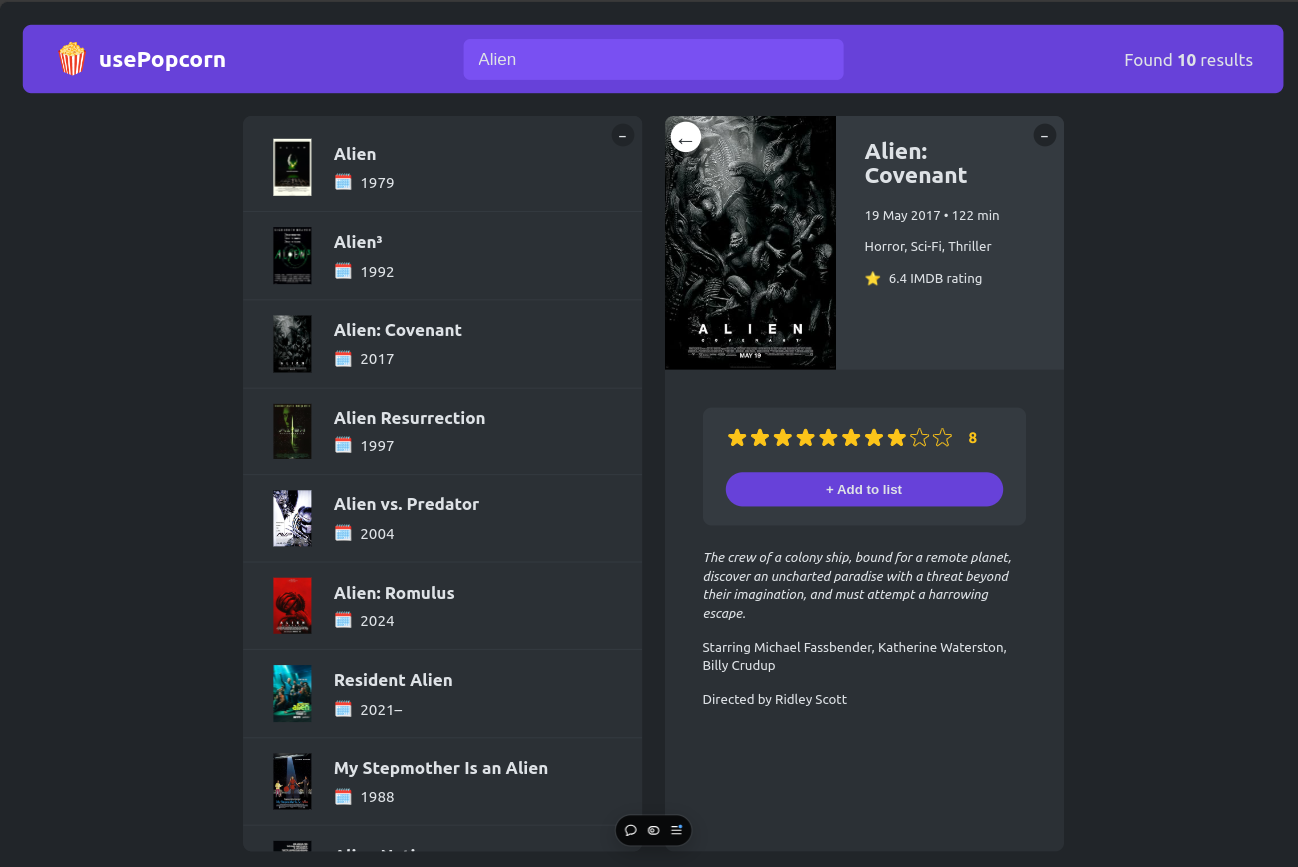 usePopcorn
Alien
Found 10 results
–
Alien
1979
Alien³
1992
Alien: Covenant
2017
Alien Resurrection
1997
Alien vs. Predator
2004
Alien: Romulus
2024
Resident Alien
2021–
My Stepmother Is an Alien
1988
←
–
ALIEN
COVENANT
MAY 19
Alien:
Covenant
19 May 2017 • 122 min
Horror, Sci-Fi, Thriller
6.4 IMDB rating
8
+ Add to list
The crew of a colony ship, bound for a remote planet,
discover an uncharted paradise with a threat beyond
their imagination, and must attempt a harrowing
escape.
Starring Michael Fassbender, Katherine Waterston,
Billy Crudup
Directed by Ridley Scott